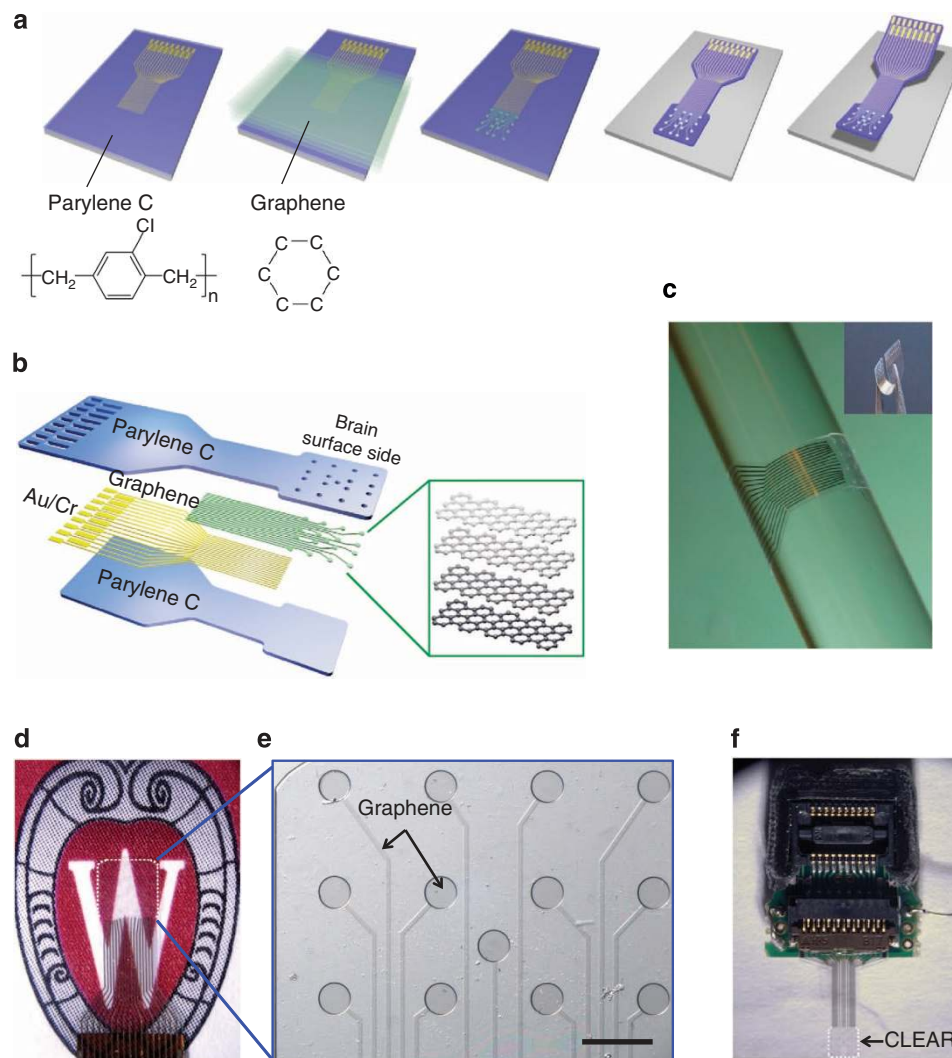 a
Parylene C
Graphene
Cl
CH2
CH2
n
C
C
C
C
C
C
b
Parylene C
Brain
surface side
Graphene
Au/Cr
Parylene C
c
d
W
e
Graphene
f
CLEAR